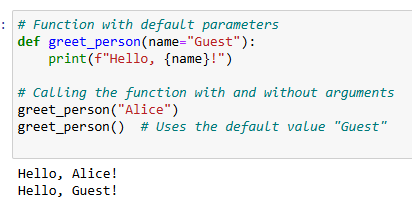 : # Function with default parameters
def greet_person(name="Guest"):
    print(f"Hello, {name}!")
# Calling the function with and without arguments
greet_person("Alice")
greet_person()  # Uses the default value "Guest"
Hello, Alice!
Hello, Guest!